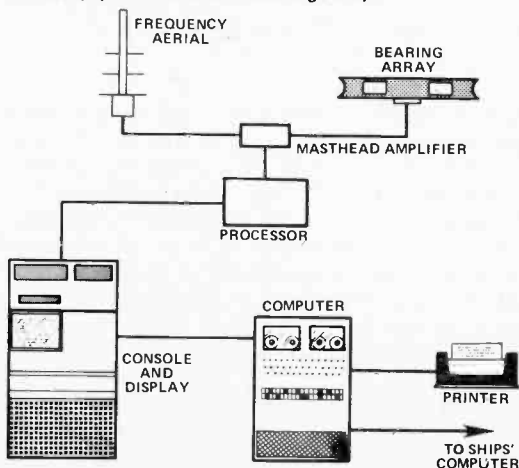 FREQUENCY
AERIAL
BEARING
ARRAY
MASTHEAD AMPLIFIER
PROCESSOR
COMPUTER
CONSOLE
AND
DISPLAY
PRINTER
TO SHIPS'
COMPUTER